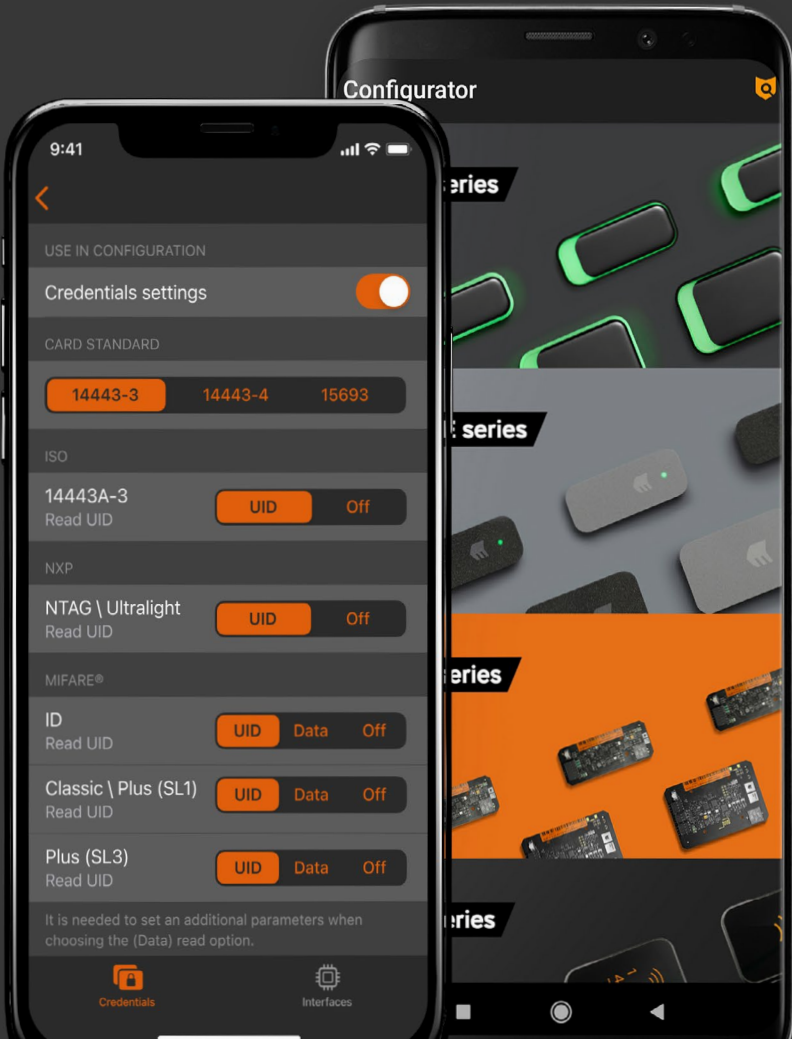 9:41
USE IN CONFIGURATION
Credentials settings
CARD STANDARD
14443-3 14443-4 15693
ISO
14443A-3
Read UID
UID Off
NXP
NTAG \ Ultralight
Read UID
UID Off
MIFARE®
ID
Read UID
UID Data Off
Classic \ Plus (SL1)
Read UID
UID Data Off
Plus (SL3)
Read UID
UID Data Off
It is needed to set an additional parameters when
choosing the (Data) read option.
Credentials Interfaces
Configurator
series
series